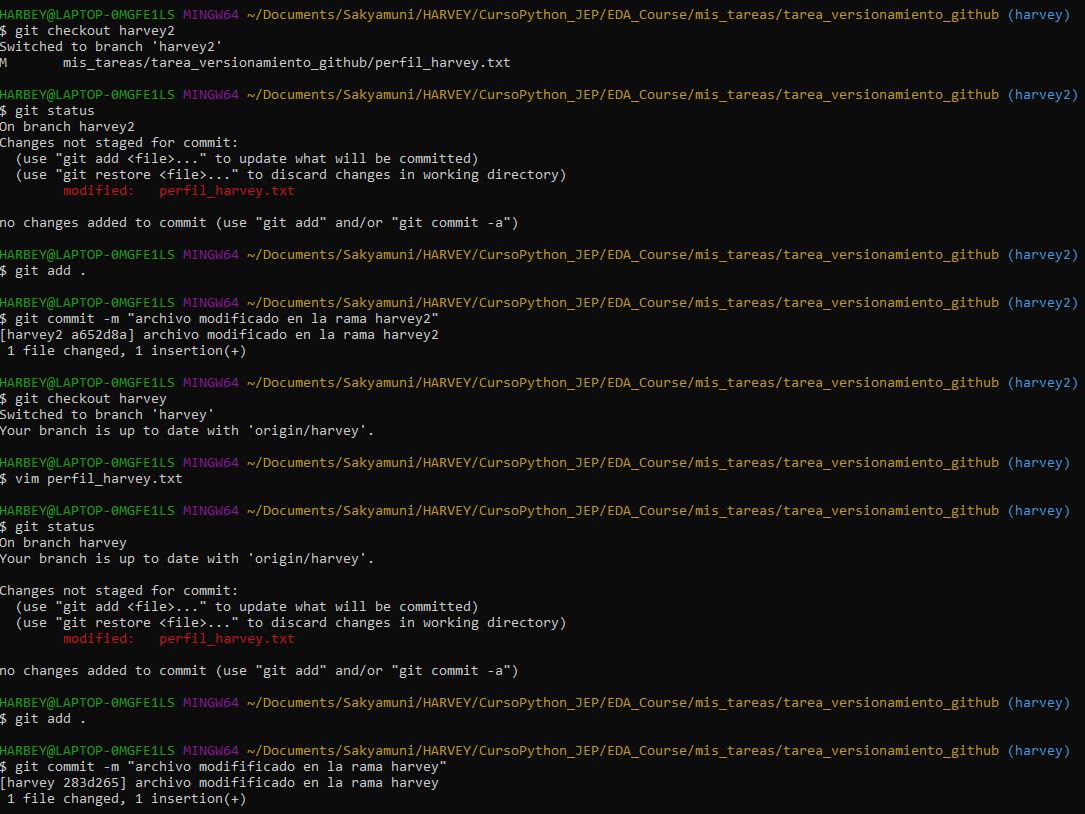 HARBEY@LAPTOP-0MGFE1LS MINGW64 ~/Documents/Sakyamuni/HARVEY/CursoPython_JEP/EDA_Course/mis_tareas/tarea_versionamiento_github (harvey)
$ git checkout harvey2
Switched to branch 'harvey2'
M       mis_tareas/tarea_versionamiento_github/perfil_harvey.txt
HARBEY@LAPTOP-0MGFE1LS MINGW64 ~/Documents/Sakyamuni/HARVEY/CursoPython_JEP/EDA_Course/mis_tareas/tarea_versionamiento_github (harvey2)
$ git status
On branch harvey2
Changes not staged for commit:
  (use "git add <file>..." to update what will be committed)
  (use "git restore <file>..." to discard changes in working directory)
        modified:   perfil_harvey.txt
no changes added to commit (use "git add" and/or "git commit -a")
HARBEY@LAPTOP-0MGFE1LS MINGW64 ~/Documents/Sakyamuni/HARVEY/CursoPython_JEP/EDA_Course/mis_tareas/tarea_versionamiento_github (harvey2)
$ git add .
HARBEY@LAPTOP-0MGFE1LS MINGW64 ~/Documents/Sakyamuni/HARVEY/CursoPython_JEP/EDA_Course/mis_tareas/tarea_versionamiento_github (harvey2)
$ git commit -m "archivo modificado en la rama harvey2"
[harvey2 a652d8a] archivo modificado en la rama harvey2
 1 file changed, 1 insertion(+)
HARBEY@LAPTOP-0MGFE1LS MINGW64 ~/Documents/Sakyamuni/HARVEY/CursoPython_JEP/EDA_Course/mis_tareas/tarea_versionamiento_github (harvey2)
$ git checkout harvey
Switched to branch 'harvey'
Your branch is up to date with 'origin/harvey'.
HARBEY@LAPTOP-0MGFE1LS MINGW64 ~/Documents/Sakyamuni/HARVEY/CursoPython_JEP/EDA_Course/mis_tareas/tarea_versionamiento_github (harvey)
$ vim perfil_harvey.txt
HARBEY@LAPTOP-0MGFE1LS MINGW64 ~/Documents/Sakyamuni/HARVEY/CursoPython_JEP/EDA_Course/mis_tareas/tarea_versionamiento_github (harvey)
$ git status
On branch harvey
Your branch is up to date with 'origin/harvey'.
Changes not staged for commit:
  (use "git add <file>..." to update what will be committed)
  (use "git restore <file>..." to discard changes in working directory)
        modified:   perfil_harvey.txt
no changes added to commit (use "git add" and/or "git commit -a")
HARBEY@LAPTOP-0MGFE1LS MINGW64 ~/Documents/Sakyamuni/HARVEY/CursoPython_JEP/EDA_Course/mis_tareas/tarea_versionamiento_github (harvey)
$ git add .
HARBEY@LAPTOP-0MGFE1LS MINGW64 ~/Documents/Sakyamuni/HARVEY/CursoPython_JEP/EDA_Course/mis_tareas/tarea_versionamiento_github (harvey)
$ git commit -m "archivo modifificado en la rama harvey"
[harvey 283d265] archivo modifificado en la rama harvey
 1 file changed, 1 insertion(+)